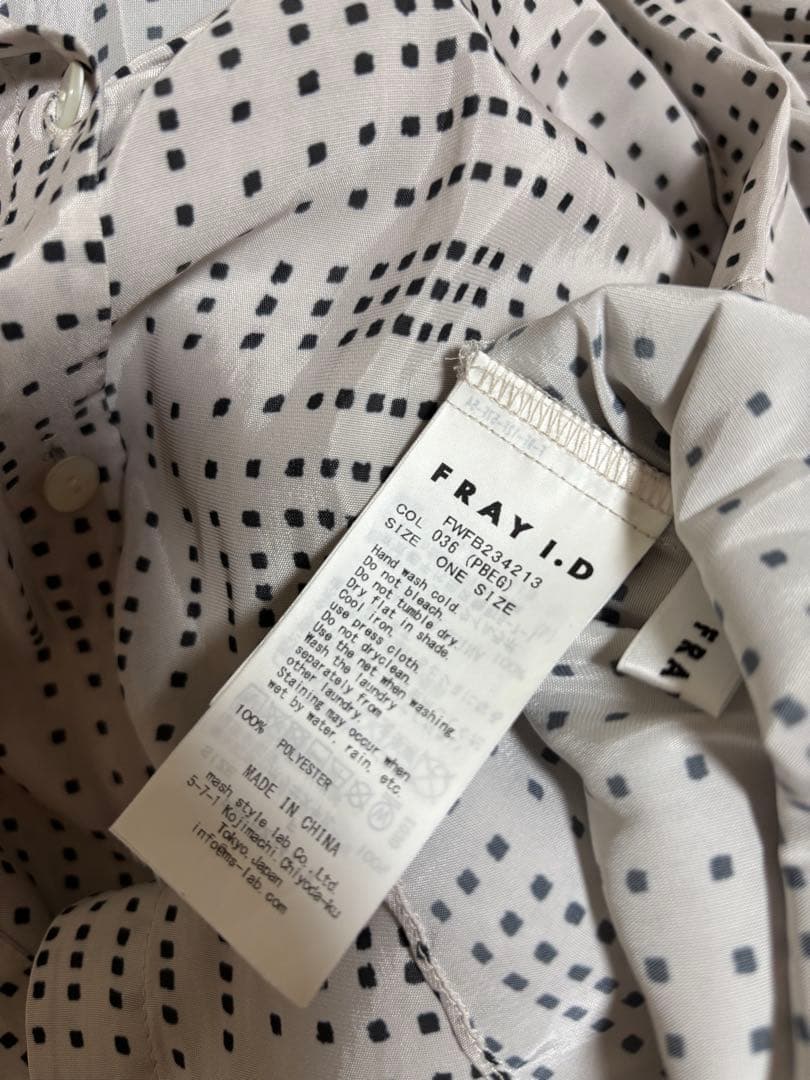 FRAY I.D
FWFB234213
COL 036 (PBEG)
SIZE ONE SIZE
Hand wash cold.
Do not bleach.
Do not tumble dry.
Dry flat in shade.
Cool iron.
use press cloth.
Do not dryclean.
Use the net when washing.
Wash the laundry
separately from
other laundry.
Staining may occur when
wet by water, rain, etc.
100% POLYESTER
MADE IN CHINA
mash style lab Co.,Ltd.
5-7-1 Kojimachi,Chiyoda-ku
Tokyo,Japan
info@ms-lab.com
FRA